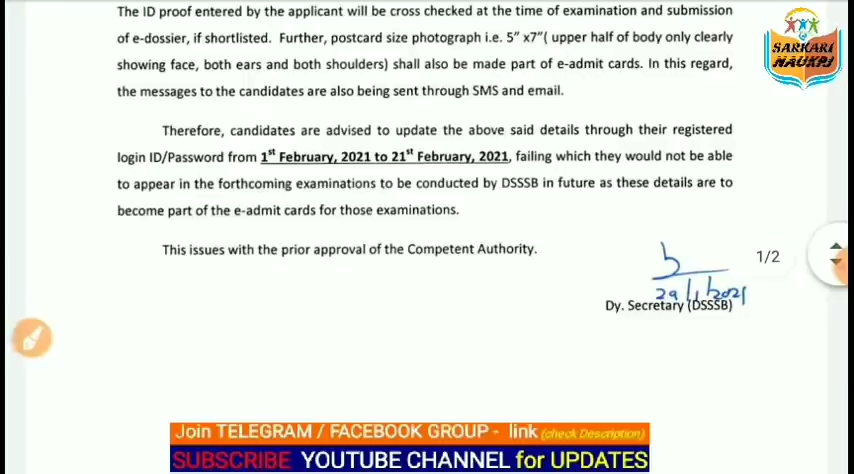 The ID proof entered by the applicant will be cross checked at the time of examination and submission
of e-dossier, if shortlisted. Further, postcard size photograph i.e. 5” x7”( upper half of body only clearly
showing face, both ears and both shoulders) shall also be made part of e-admit cards. In this regard,
the messages to the candidates are also being sent through SMS and email.
SARKARI
NAUKRI
Therefore, candidates are advised to update the above said details through their registered
login ID/Password from 1st February, 2021 to 21st February, 2021, failing which they would not be able
to appear in the forthcoming examinations to be conducted by DSSSB in future as these details are to
become part of the e-admit cards for those examinations.
This issues with the prior approval of the Competent Authority.
1/2
29/1/2021
Dy. Secretary (DSSSB)
Join TELEGRAM / FACEBOOK GROUP - link (check Description)
SUBSCRIBE YOUTUBE CHANNEL for UPDATES